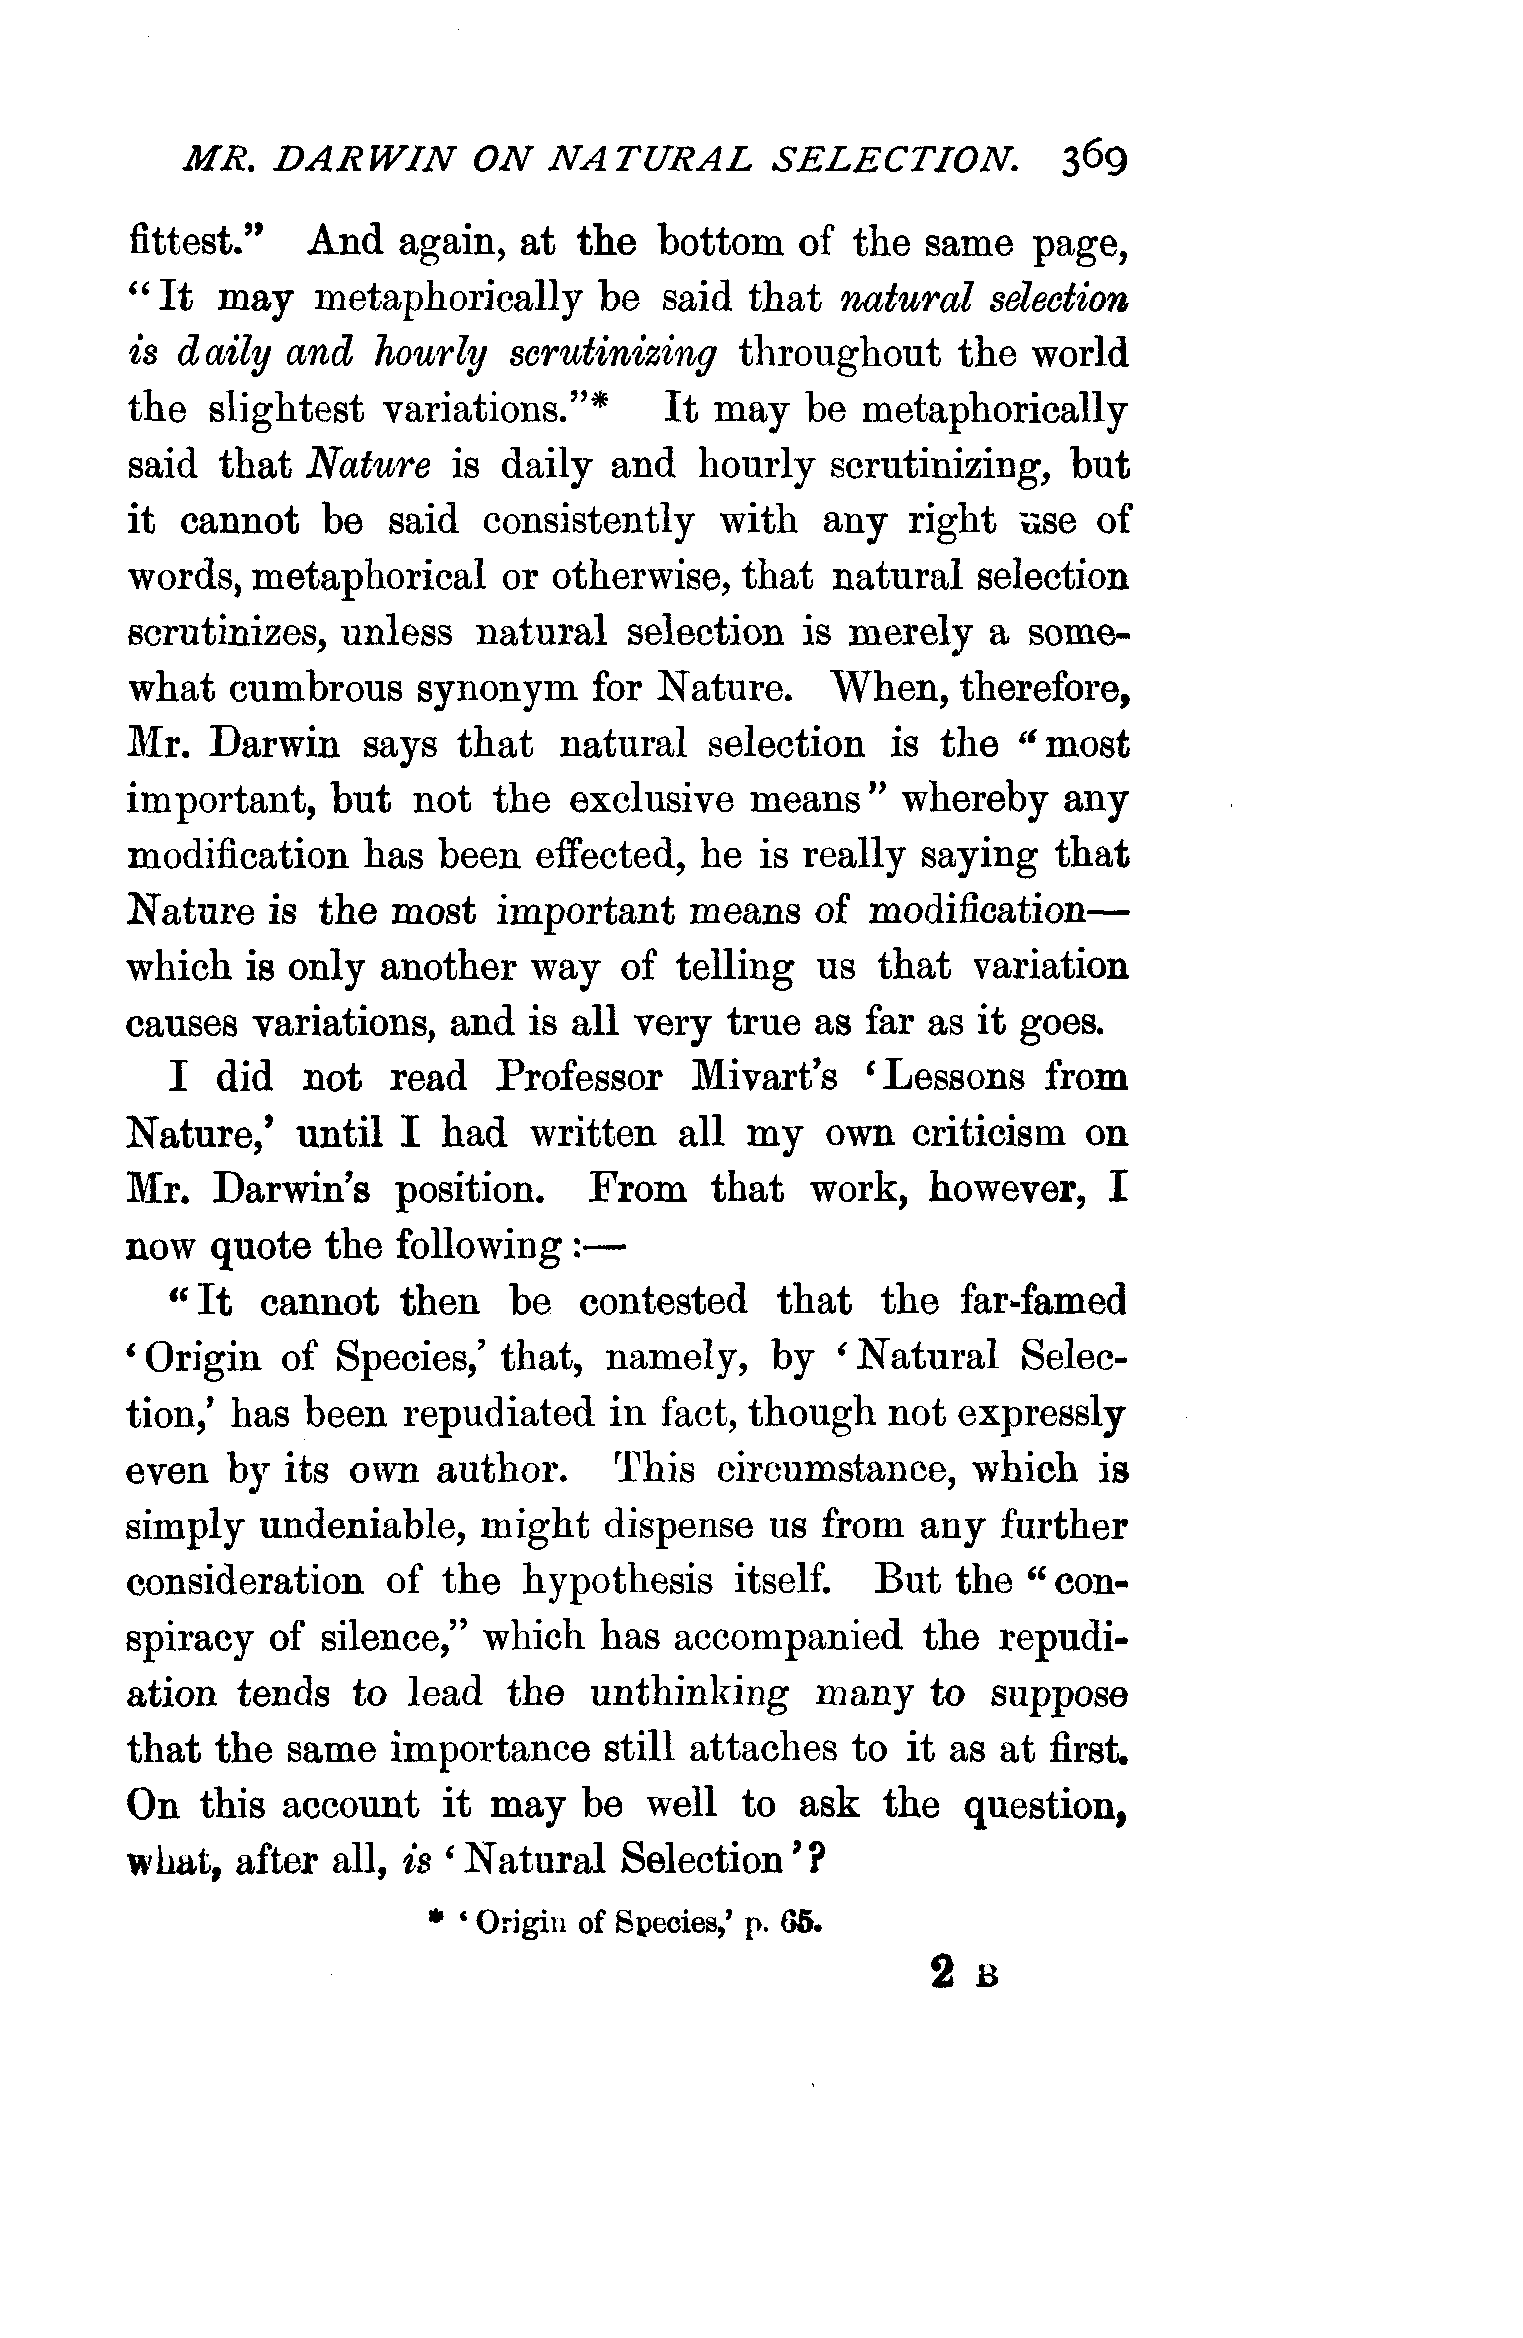 MR. DARWIN ON NATURAL SELECTION. 369
fittest.” And again, at the bottom of the same page,
“It may metaphorically be said that natural selection
is daily and hourly scrutinizing throughout the world
the slightest variations.”* It may be metaphorically
said that Nature is daily and hourly scrutinizing, but
it cannot be said consistently with any right use of
words, metaphorical or otherwise, that natural selection
scrutinizes, unless natural selection is merely a some-
what cumbrous synonym for Nature. When, therefore,
Mr. Darwin says that natural selection is the “most
important, but not the exclusive means” whereby any
modification has been effected, he is really saying that
Nature is the most important means of modification—
which is only another way of telling us that variation
causes variations, and is all very true as far as it goes.
I did not read Professor Mivart’s ‘Lessons from
Nature,’ until I had written all my own criticism on
Mr. Darwin’s position. From that work, however, I
now quote the following:—
“It cannot then be contested that the far-famed
‘Origin of Species,’ that, namely, by ‘Natural Selec-
tion,’ has been repudiated in fact, though not expressly
even by its own author. This circumstance, which is
simply undeniable, might dispense us from any further
consideration of the hypothesis itself. But the “con-
spiracy of silence,” which has accompanied the repudi-
ation tends to lead the unthinking many to suppose
that the same importance still attaches to it as at first.
On this account it may be well to ask the question,
what, after all, is ‘Natural Selection’?
* ‘Origin of Species,’ p. 65.
2 B